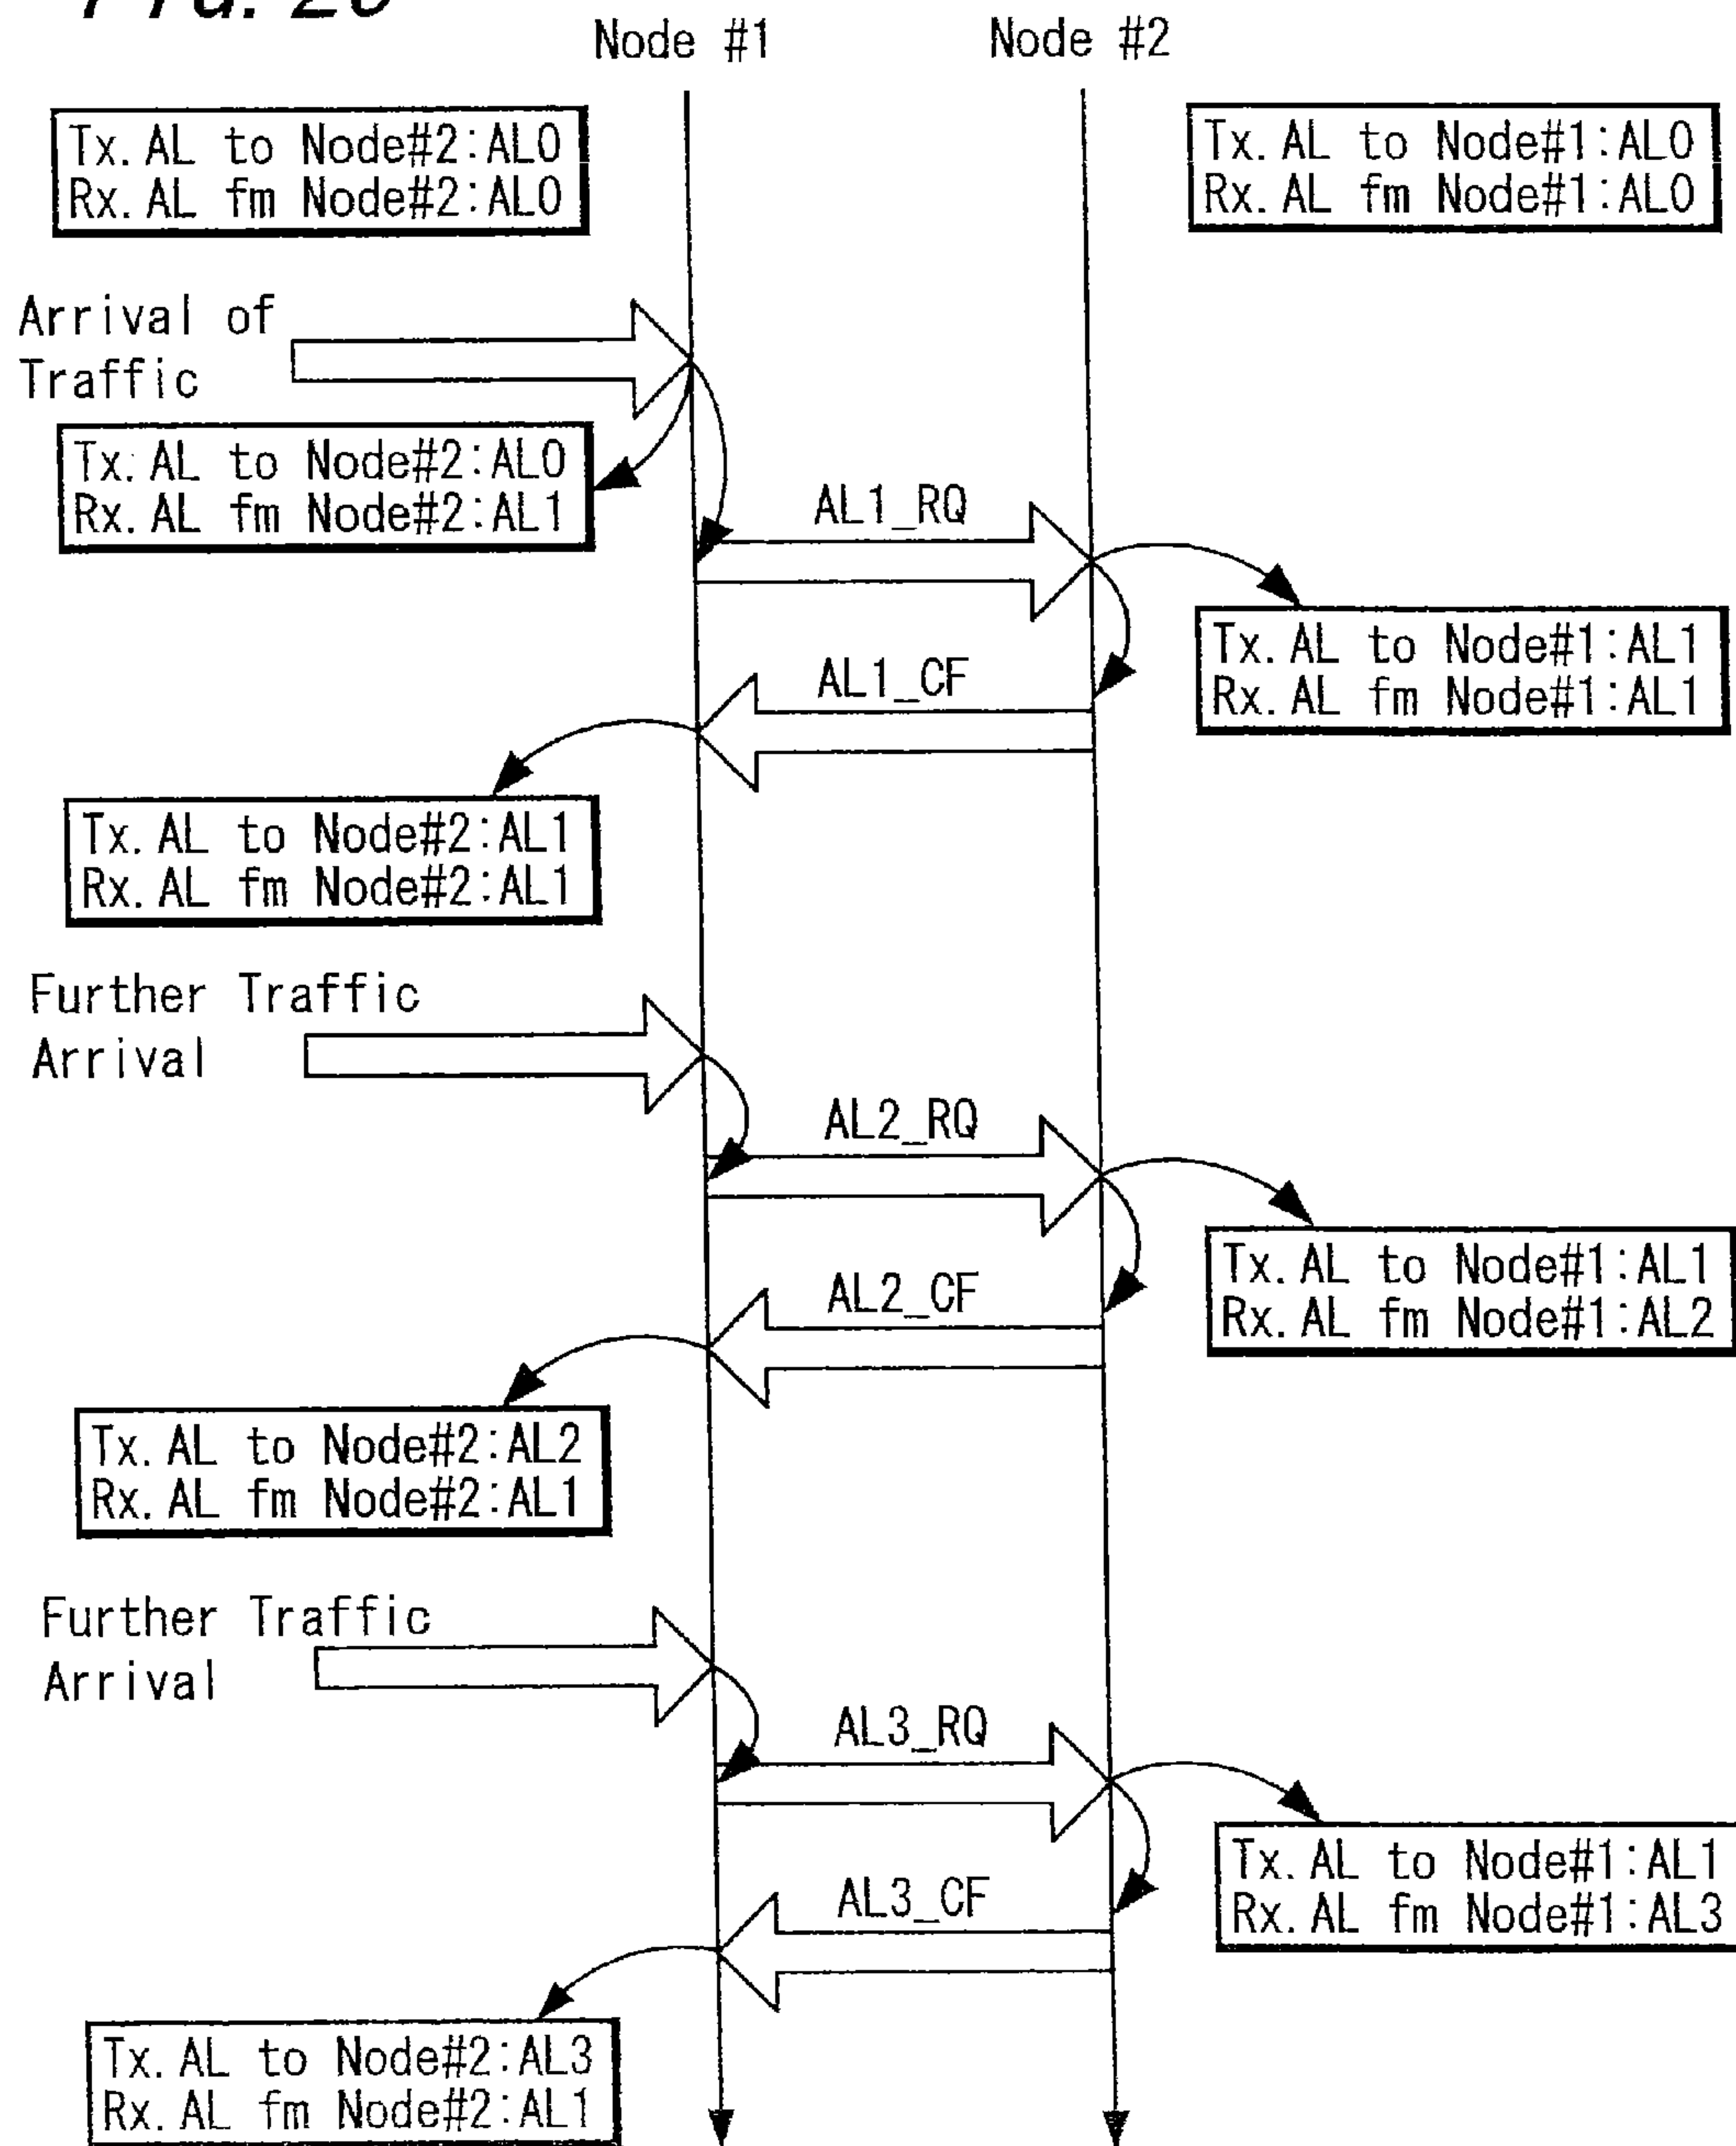 Node #1
Node #2
Tx.AL to Node#2:AL0
Rx.AL fm Node#2:AL0
Tx.AL to Node#1:AL0
Rx.AL fm Node#1:AL0
Arrival of
Traffic
Tx.AL to Node#2:AL0
Rx.AL fm Node#2:AL1
AL1_RQ
Tx.AL to Node#1:AL1
Rx.AL fm Node#1:AL1
AL1_CF
Tx.AL to Node#2:AL1
Rx.AL fm Node#2:AL1
Further Traffic
Arrival
AL2_RQ
Tx.AL to Node#1:AL1
Rx.AL fm Node#1:AL2
AL2_CF
Tx.AL to Node#2:AL2
Rx.AL fm Node#2:AL1
Further Traffic
Arrival
AL3_RQ
Tx.AL to Node#1:AL1
Rx.AL fm Node#1:AL3
AL3_CF
Tx.AL to Node#2:AL3
Rx.AL fm Node#2:AL1